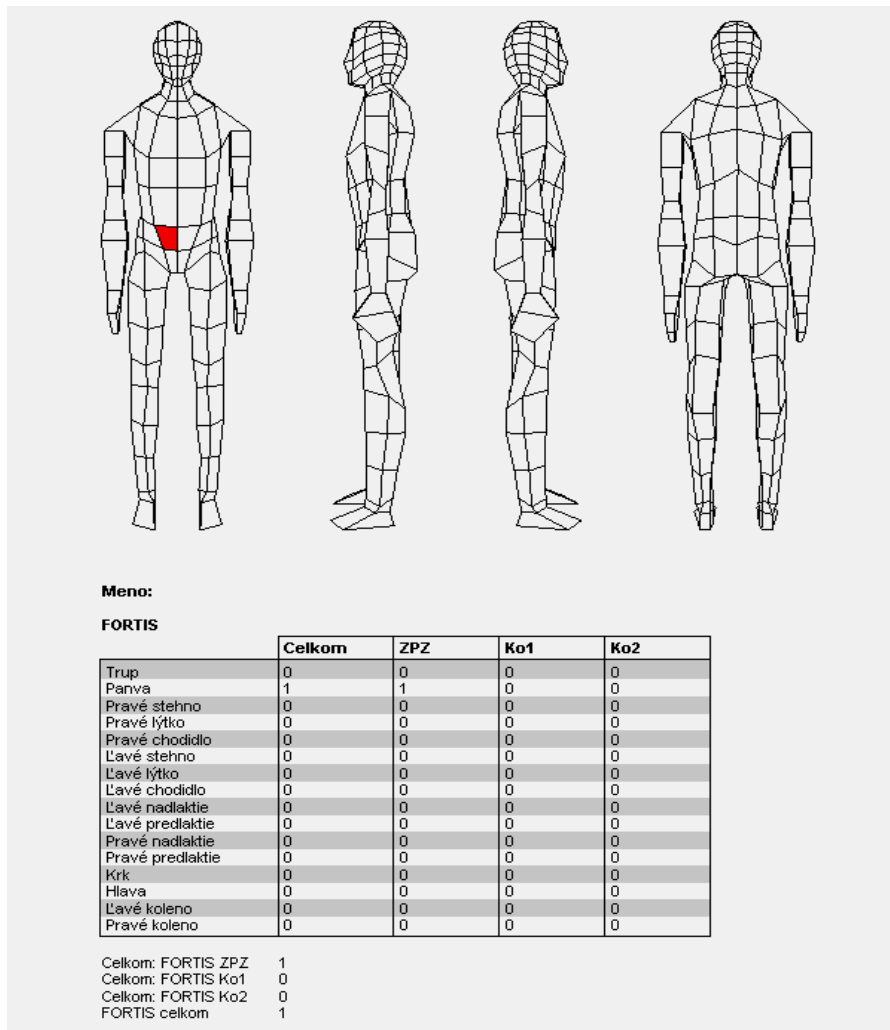 Meno:
FORTIS
Celkom ZPZ Ko1 Ko2
Trup 0 0 0 0
Panva 1 1 0 0
Pravé stehno 0 0 0 0
Pravé lýtko 0 0 0 0
Pravé chodidlo 0 0 0 0
Ľavé stehno 0 0 0 0
Ľavé lýtko 0 0 0 0
Ľavé chodidlo 0 0 0 0
Ľavé nadlaktie 0 0 0 0
Ľavé predlaktie 0 0 0 0
Pravé nadlaktie 0 0 0 0
Pravé predlaktie 0 0 0 0
Krk 0 0 0 0
Hlava 0 0 0 0
Ľavé koleno 0 0 0 0
Pravé koleno 0 0 0 0
Celkom: FORTIS ZPZ 1
Celkom: FORTIS Ko1 0
Celkom: FORTIS Ko2 0
FORTIS celkom 1